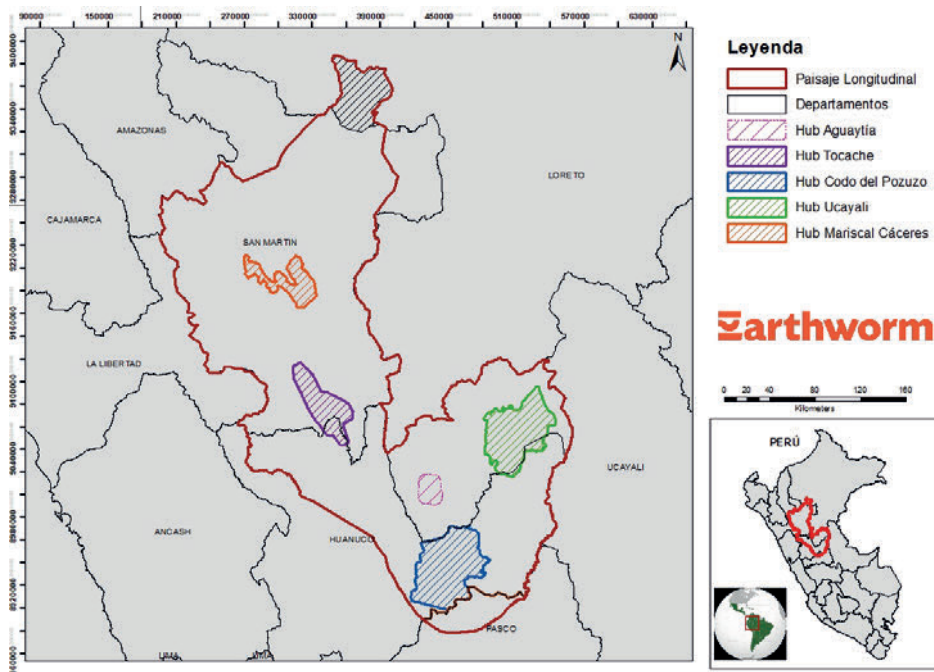 90000 150000 210000 270000 330000 390000 450000 510000 570000 630000
N
AMAZONAS
LORETO
CAJAMARCA
SAN MARTIN
LA LIBERTAD
UCAYALI
ANCASH
HUANUCO
PASCO
LIMA
Leyenda
Paisaje Longitudinal
Departamentos
Hub Aguaytía
Hub Tocache
Hub Codo del Pozuzo
Hub Ucayali
Hub Mariscal Cáceres
Earthworm
0 20 40 80 120 160
Kilometers
PERÚ